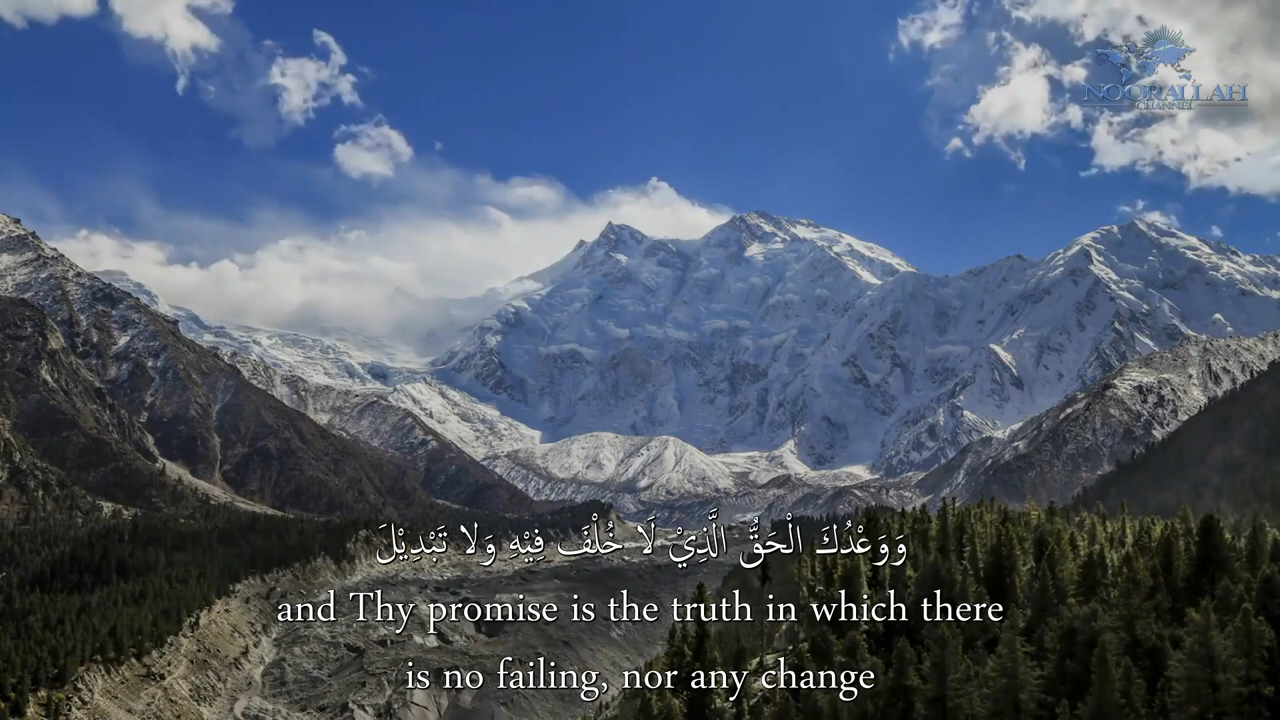 NOORALLAH
CHANNEL
وَوَعْدُكَ الْحَقُّ الَّذِيْ لَا خُلْفَ فِيْهِ وَلا تَبْدِيْلَ
and Thy promise is the truth in which there
is no failing, nor any change